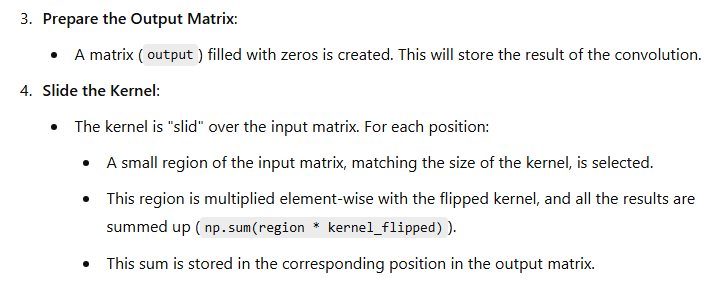 3. Prepare the Output Matrix:
• A matrix ( output ) filled with zeros is created. This will store the result of the convolution.
4. Slide the Kernel:
• The kernel is "slid" over the input matrix. For each position:
• A small region of the input matrix, matching the size of the kernel, is selected.
• This region is multiplied element-wise with the flipped kernel, and all the results are
summed up ( np.sum(region * kernel_flipped) ).
• This sum is stored in the corresponding position in the output matrix.